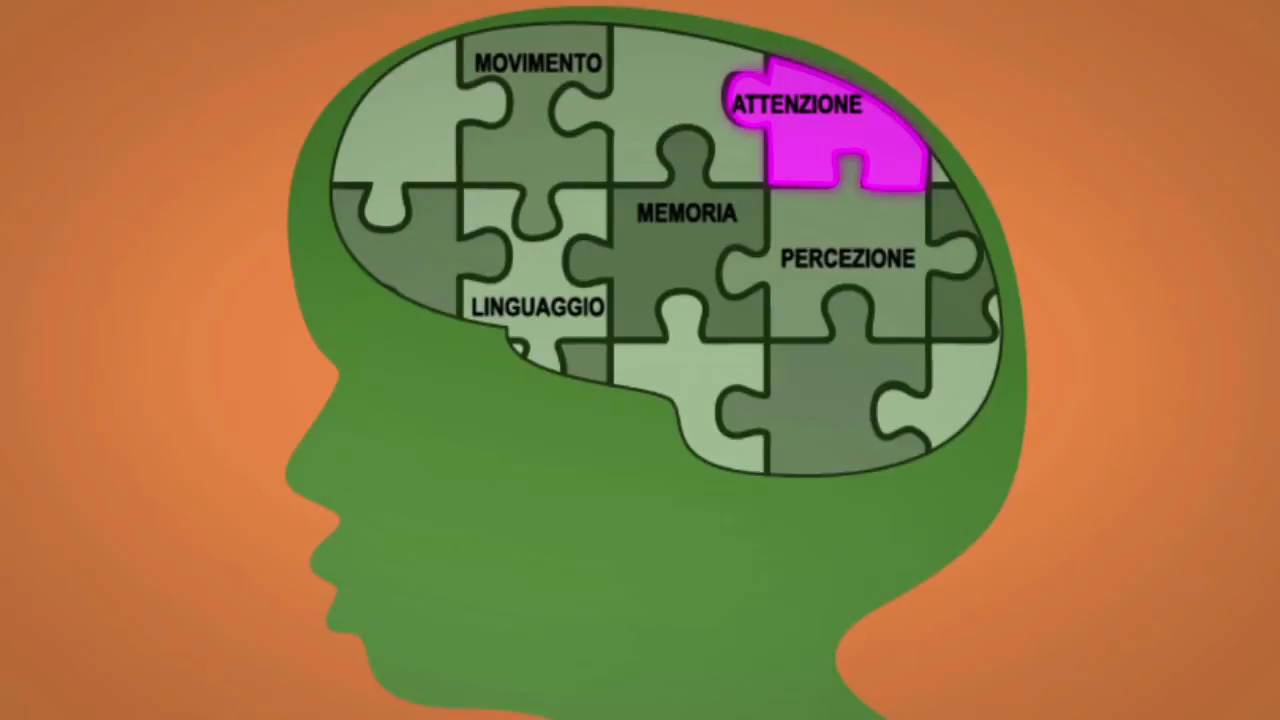 MOVIMENTO
ATTENZIONE
MEMORIA
PERCEZIONE
LINGUAGGIO